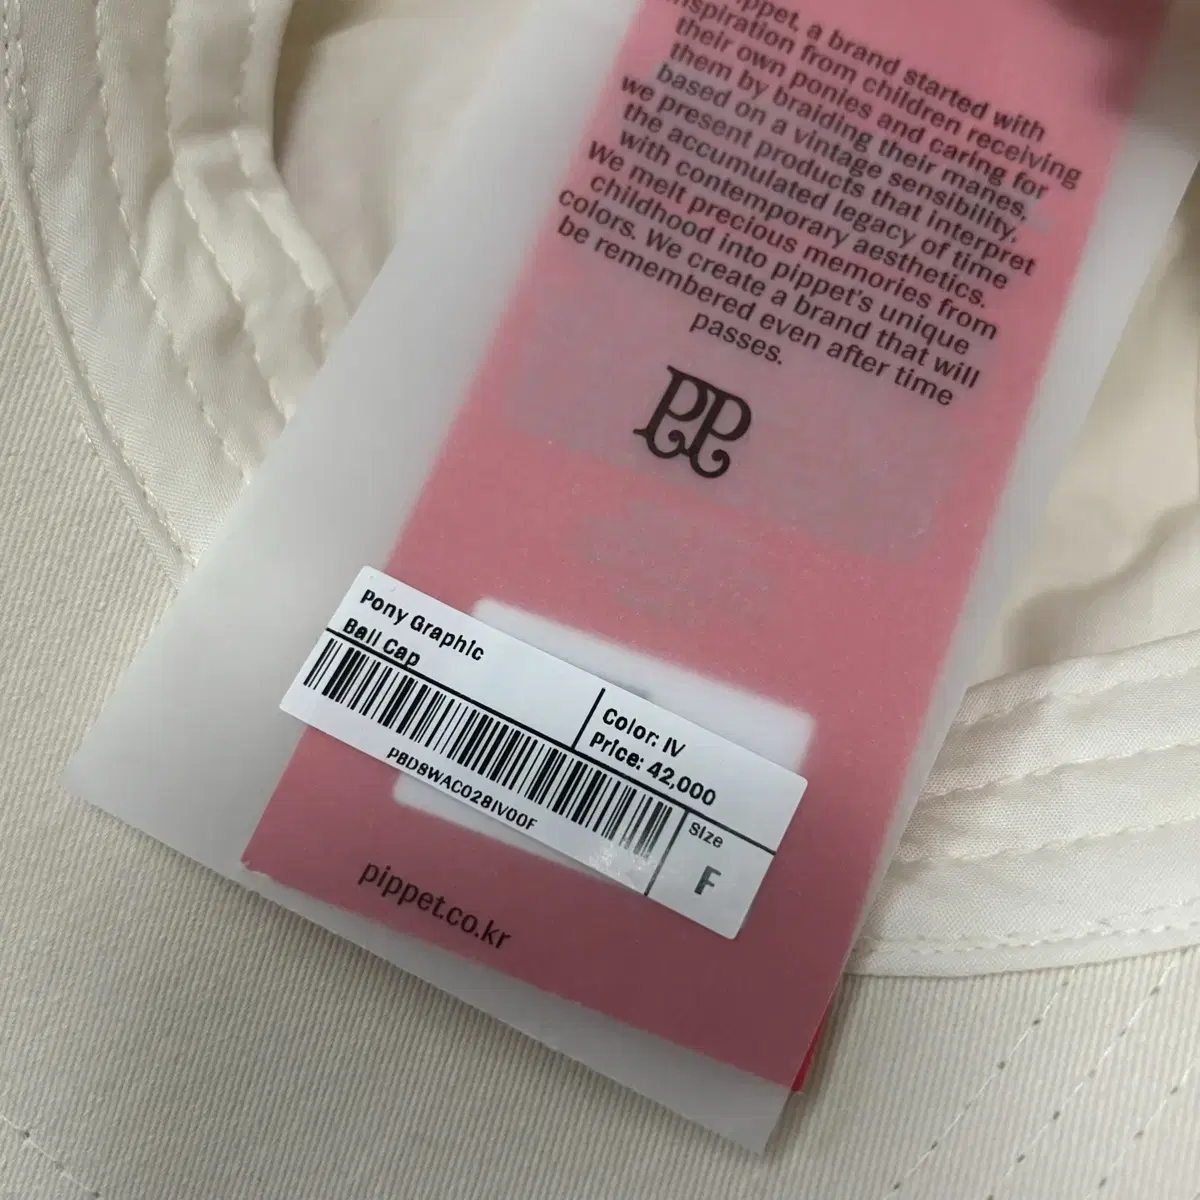 pippet, a brand started with
inspiration from children receiving
their own ponies and caring for
them by braiding their manes,
based on a vintage sensibility,
we present products that interpret
the accumulated legacy of time
with contemporary aesthetics.
We melt precious memories from
childhood into pippet's unique
colors. We create a brand that will
be remembered even after time
passes.
PP
Pony Graphic
Ball Cap
Color: IV
Price: 42,000
PBD8WAC028IV00F
Size
F
pippet.co.kr